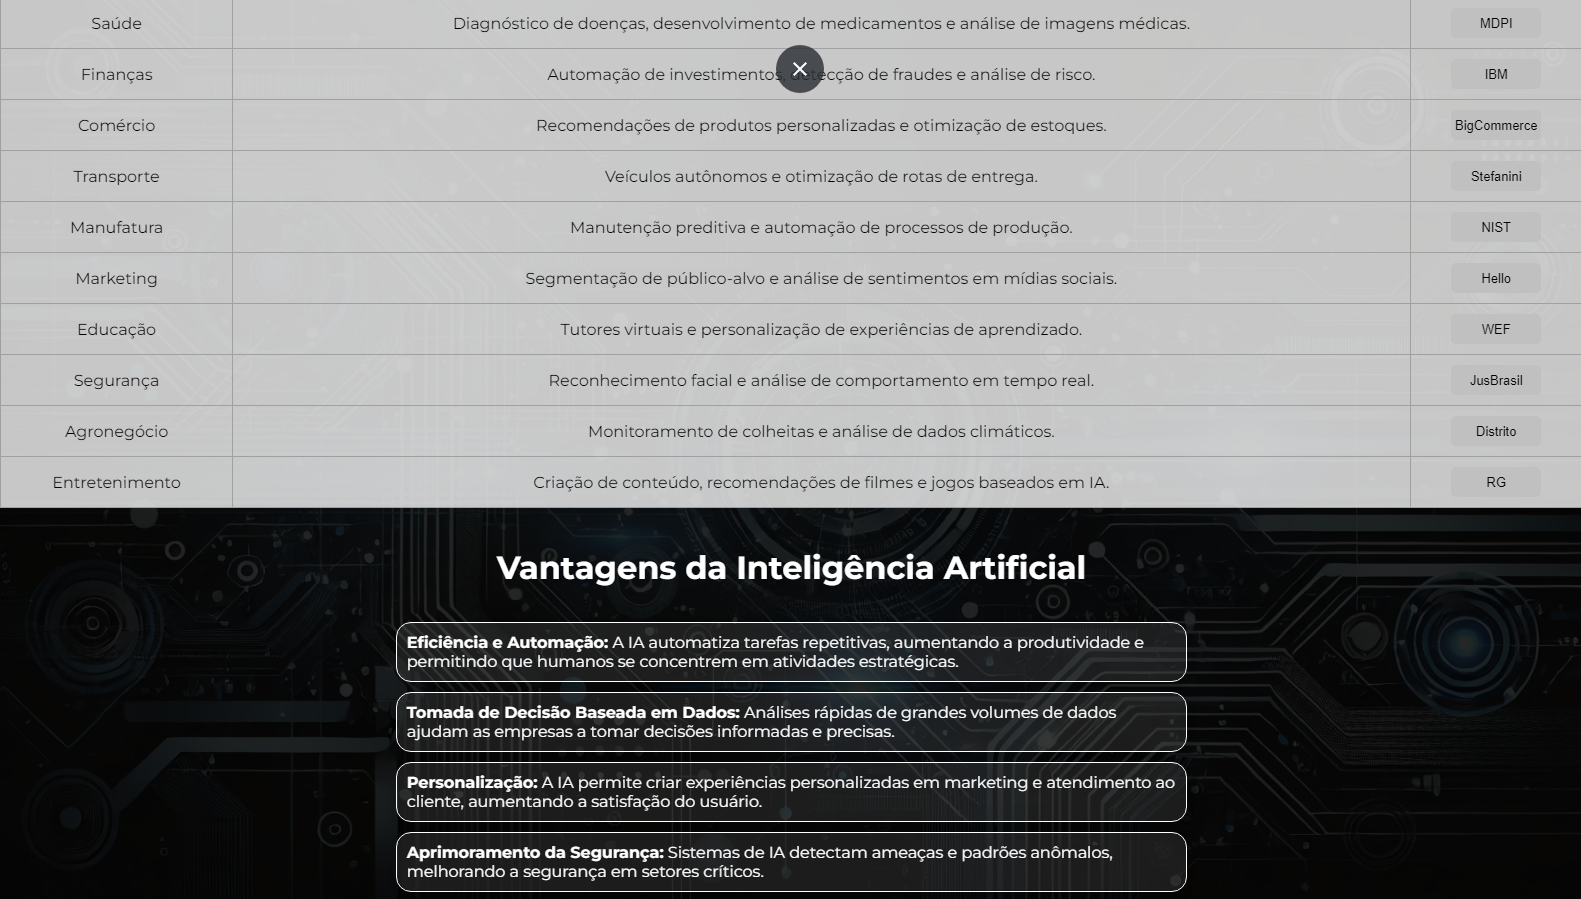 Saúde Diagnóstico de doenças, desenvolvimento de medicamentos e análise de imagens médicas. MDPI
Finanças Automação de investimentos, detecção de fraudes e análise de risco. IBM
Comércio Recomendações de produtos personalizadas e otimização de estoques. BigCommerce
Transporte Veículos autônomos e otimização de rotas de entrega. Stefanini
Manufatura Manutenção preditiva e automação de processos de produção. NIST
Marketing Segmentação de público-alvo e análise de sentimentos em mídias sociais. Hello
Educação Tutores virtuais e personalização de experiências de aprendizado. WEF
Segurança Reconhecimento facial e análise de comportamento em tempo real. JusBrasil
Agronegócio Monitoramento de colheitas e análise de dados climáticos. Distrito
Entretenimento Criação de conteúdo, recomendações de filmes e jogos baseados em IA. RG
Vantagens da Inteligência Artificial
Eficiência e Automação: A IA automatiza tarefas repetitivas, aumentando a produtividade e
permitindo que humanos se concentrem em atividades estratégicas.
Tomada de Decisão Baseada em Dados: Análises rápidas de grandes volumes de dados
ajudam as empresas a tomar decisões informadas e precisas.
Personalização: A IA permite criar experiências personalizadas em marketing e atendimento ao
cliente, aumentando a satisfação do usuário.
Aprimoramento da Segurança: Sistemas de IA detectam ameaças e padrões anômalos,
melhorando a segurança em setores críticos.